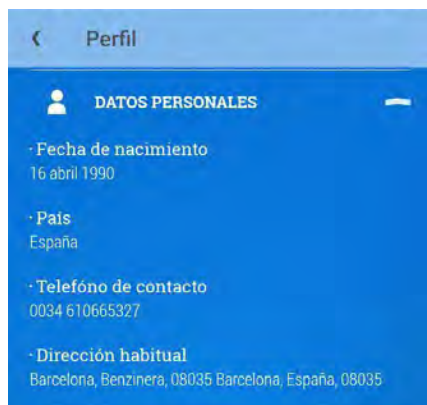 Perfil
DATOS PERSONALES
· Fecha de nacimiento
16 abril 1990
· País
España
· Telefóno de contacto
0034 610665327
· Dirección habitual
Barcelona, Benzinera, 08035 Barcelona, España, 08035